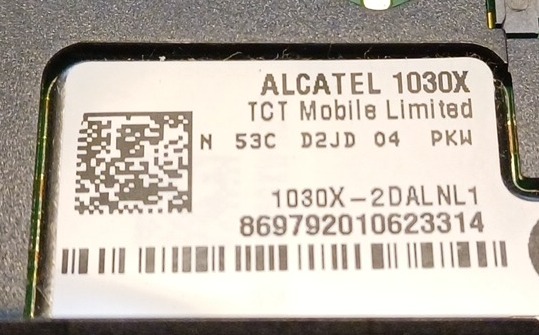 ALCATEL 1030X
TCT Mobile Limited
N 53C D2JD 04 PKW
1030X-2DALNL1
869792010623314